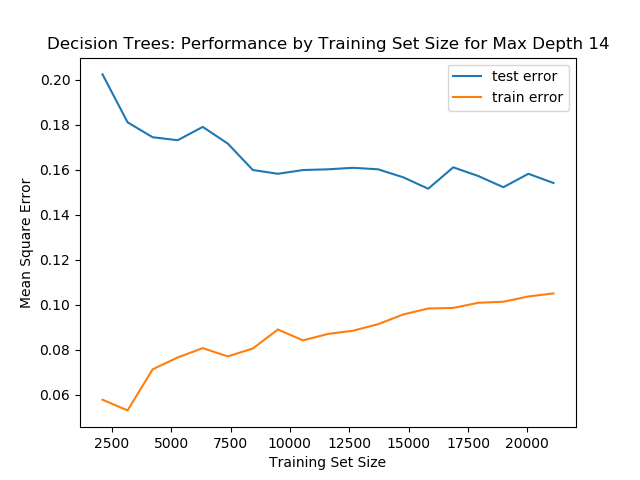 Decision Trees: Performance by Training Set Size for Max Depth 14
test error
train error
0.20
0.18
0.16
0.14
0.12
0.10
0.08
0.06
Mean Square Error
2500 5000 7500 10000 12500 15000 17500 20000
Training Set Size